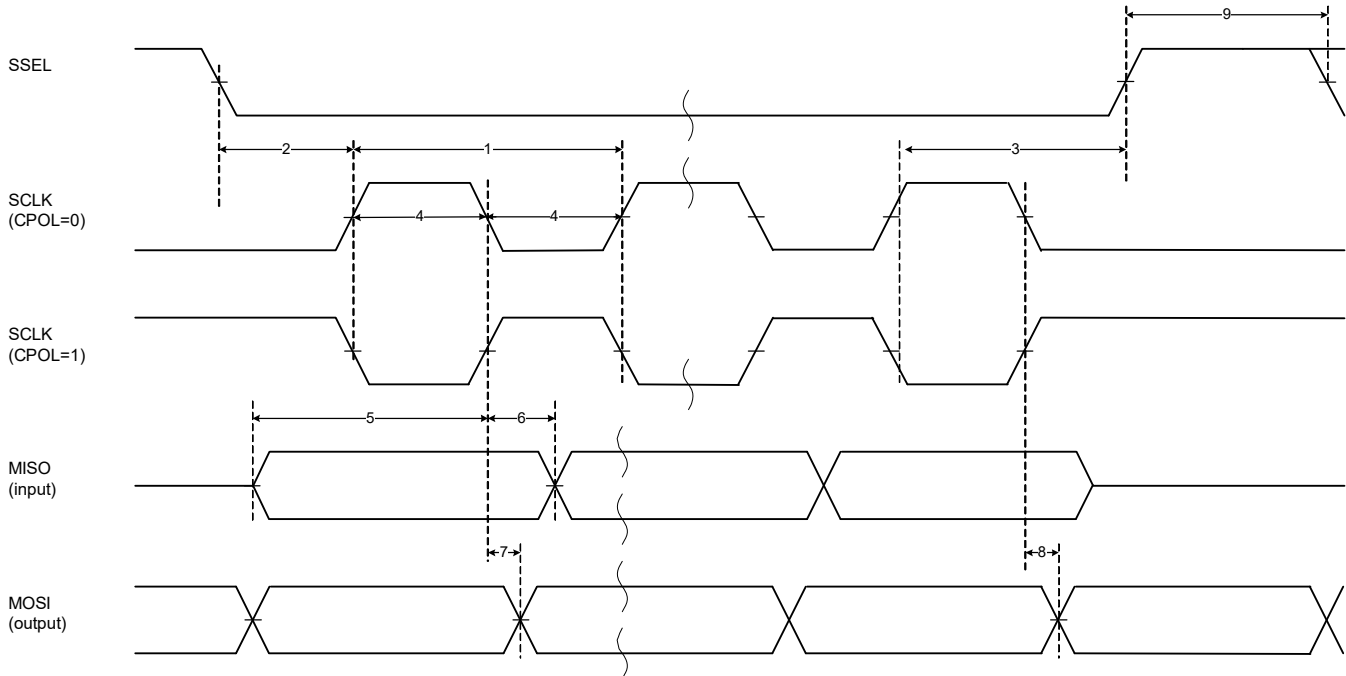 9
SSEL
2
1
3
SCLK
(CPOL=0)
4
4
SCLK
(CPOL=1)
5
6
MISO
(input)
7
8
MOSI
(output)